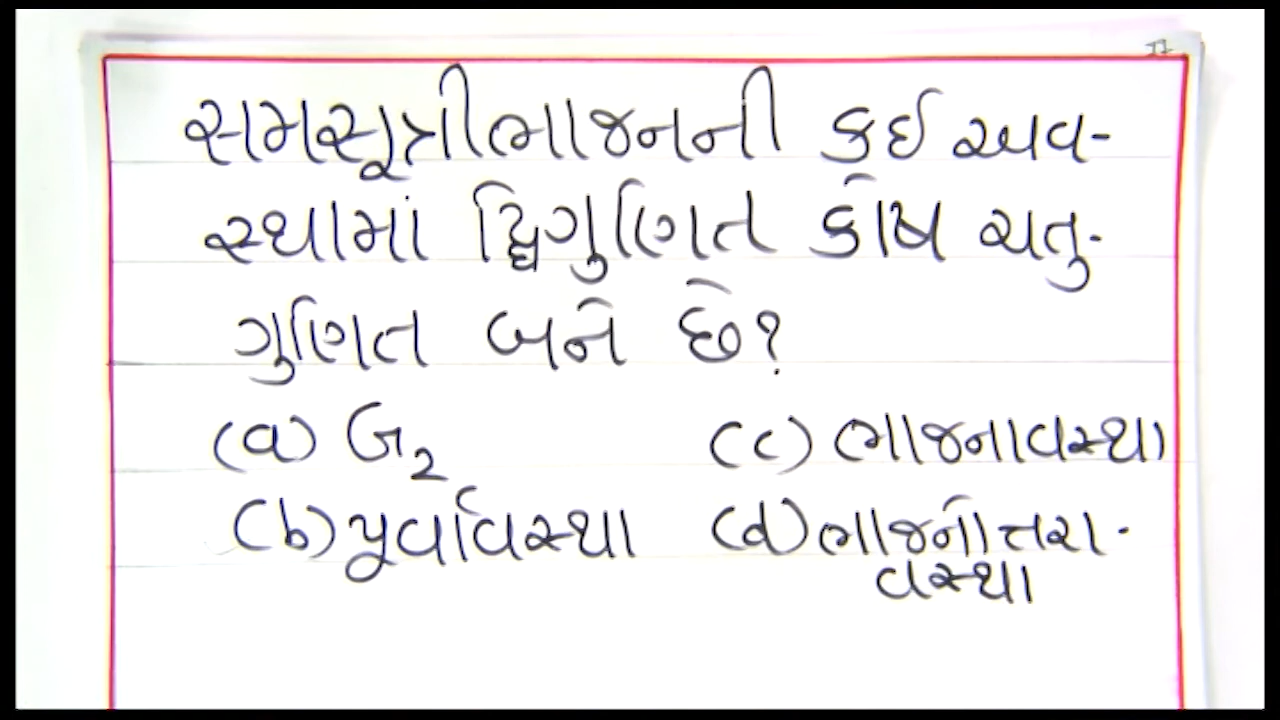 સમસૂત્રીભાજનની કઈ અવ-
સ્થામાં દ્વિગુણિત કોષ ચતુ-
ગુણિત બને છે?
(a) G2 (c) ભાજનાવસ્થા
(b) પૂર્વાવસ્થા (d) ભાજનોત્તરા-
વસ્થા